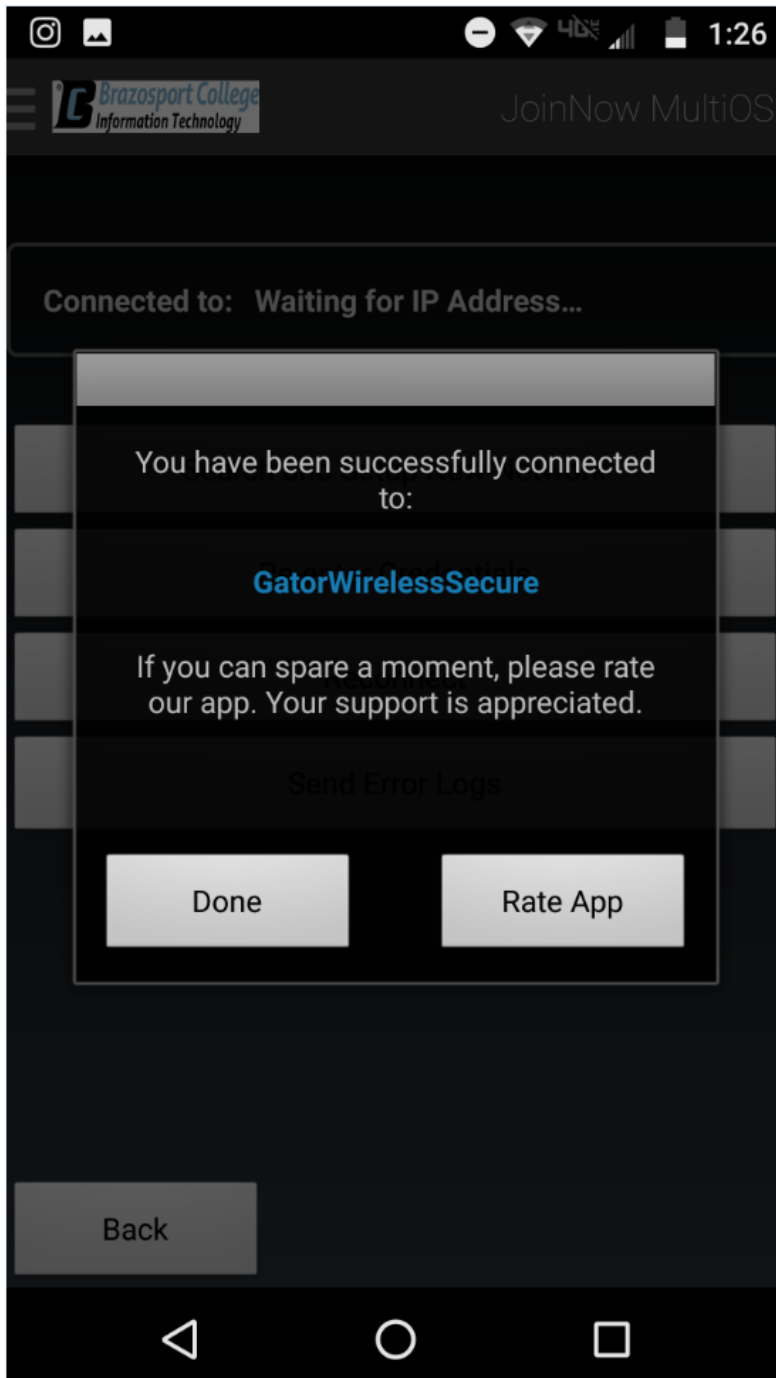 1:26
Brazosport College
Information Technology
JoinNow MultiOS
Connected to: Waiting for IP Address...
You have been successfully connected
to:
GatorWirelessSecure
If you can spare a moment, please rate
our app. Your support is appreciated.
Reconnect
Send Error Logs
Done
Rate App
Back